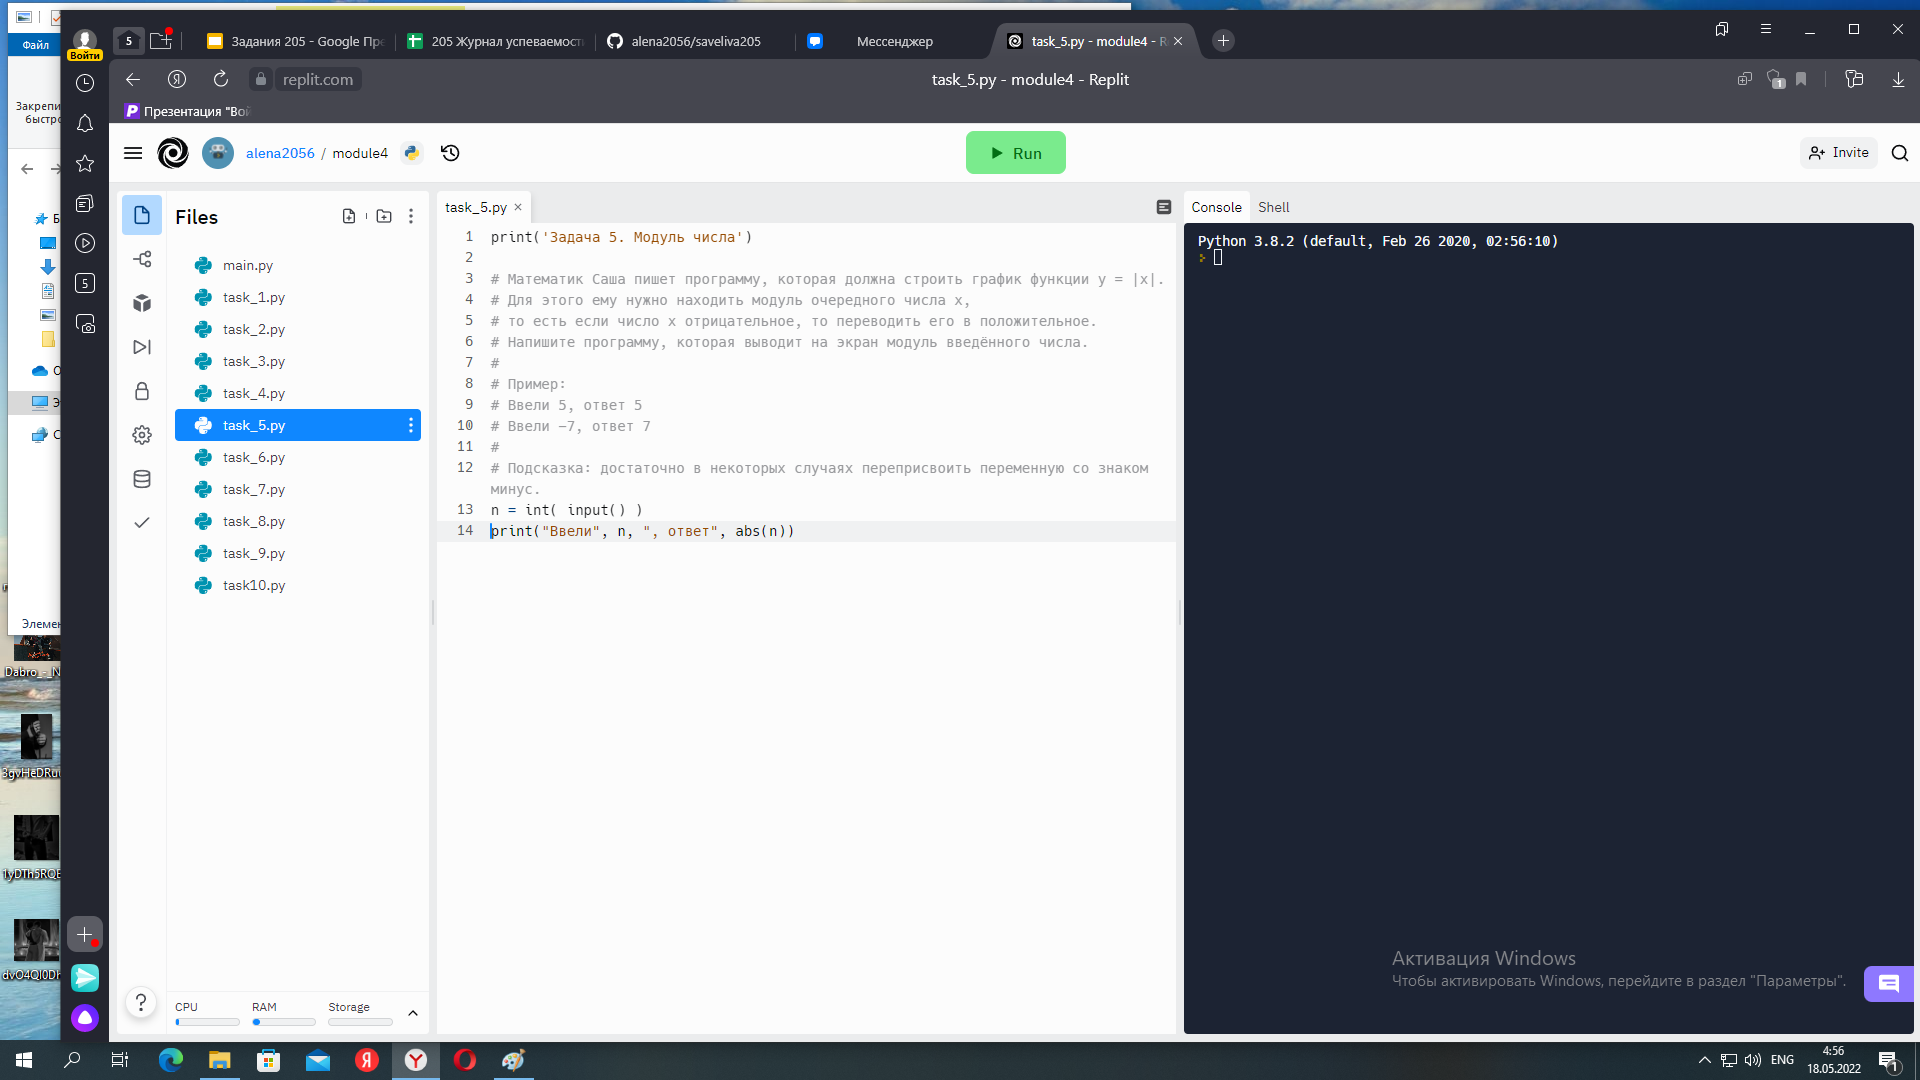 Файл
Войти
5
Задания 205 - Google Пре
205 Журнал успеваемост
alena2056/saveliva205
Мессенджер
task_5.py - module4 - R
replit.com
task_5.py - module4 - Replit
1
Закрепи
быстро
Презентация "Вой
alena2056 / module4
Run
Invite
Files
task_5.py
Console
Shell
main.py
task_1.py
task_2.py
task_3.py
task_4.py
task_5.py
task_6.py
task_7.py
task_8.py
task_9.py
task10.py
1 print('Задача 5. Модуль числа')
2
3 # Математик Саша пишет программу, которая должна строить график функции y = |x|.
4 # Для этого ему нужно находить модуль очередного числа x,
5 # то есть если число x отрицательное, то переводить его в положительное.
6 # Напишите программу, которая выводит на экран модуль введённого числа.
7 #
8 # Пример:
9 # Ввели 5, ответ 5
10 # Ввели −7, ответ 7
11 #
12 # Подсказка: достаточно в некоторых случаях переприсвоить переменную со знаком
минус.
13 n = int( input() )
14 print("Ввели", n, ", ответ", abs(n))
Python 3.8.2 (default, Feb 26 2020, 02:56:10)
5
Элемен
Dabro_-_N
3gvHeDRu
1yDTh5RQE
dvO4QI0Dh
?
CPU
RAM
Storage
Активация Windows
Чтобы активировать Windows, перейдите в раздел "Параметры".
ENG
4:56
18.05.2022
1